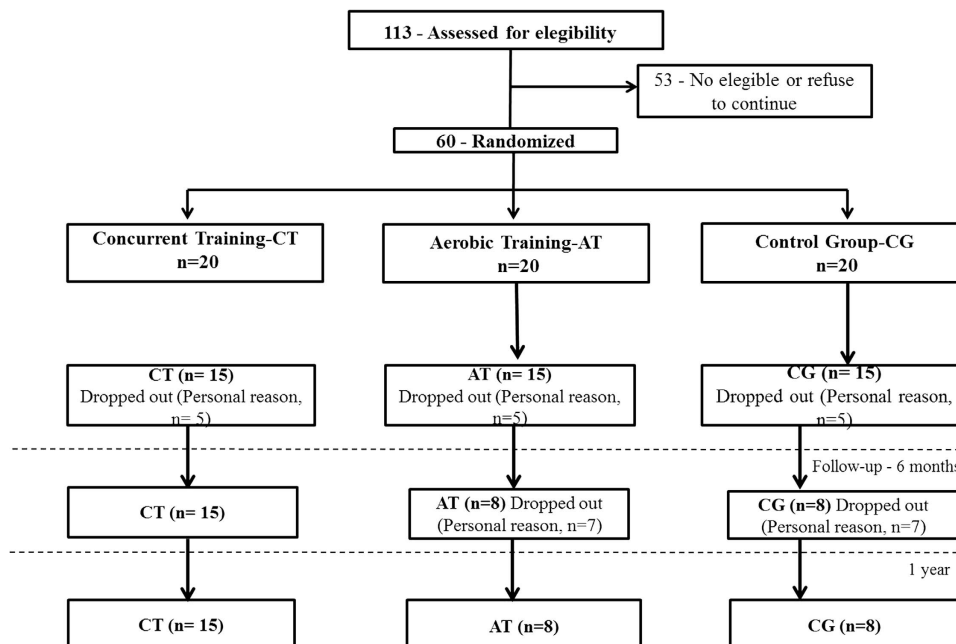 113 - Assessed for elegibility
53 - No elegible or refuse
to continue
60 - Randomized
Concurrent Training-CT
n=20
Aerobic Training-AT
n=20
Control Group-CG
n=20
CT (n= 15)
Dropped out (Personal reason,
n= 5)
AT (n= 15)
Dropped out (Personal reason,
n=5)
CG (n= 15)
Dropped out (Personal reason,
n=5)
Follow-up - 6 months
CT (n= 15)
AT (n=8) Dropped out
(Personal reason, n=7)
CG (n=8) Dropped out
(Personal reason, n=7)
1 year
CT (n= 15)
AT (n=8)
CG (n=8)